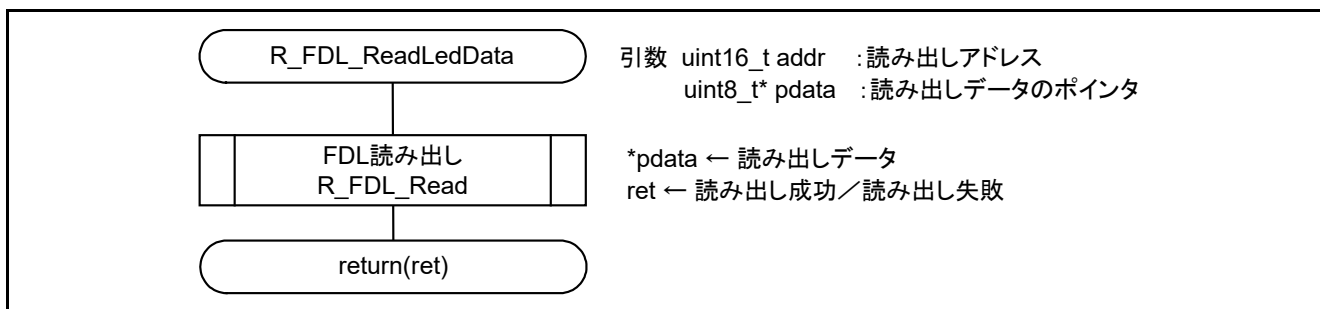 R_FDL_ReadLedData
引数 uint16_t addr :読み出しアドレス
uint8_t* pdata :読み出しデータのポインタ
FDL読み出し
R_FDL_Read
*pdata ← 読み出しデータ
ret ← 読み出し成功／読み出し失敗
return(ret)